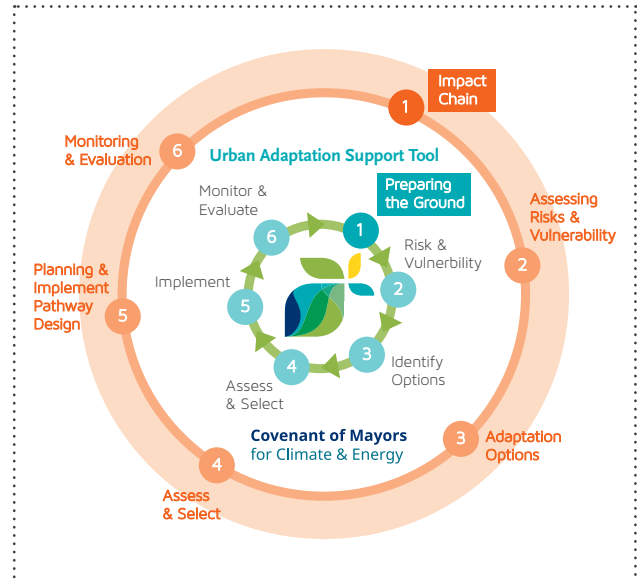 1
Impact
Chain
Monitoring
& Evaluation
6
Urban Adaptation Support Tool
Monitor &
Evaluate
Preparing
the Ground
Assessing
Risks &
Vulnerability
2
6
1
Risk &
Vulnerbility
Planning &
Implement
Pathway
Design
5
Implement
5
2
4
3
Identify
Options
Assess
& Select
Covenant of Mayors
for Climate & Energy
3
Adaptation
Options
4
Assess
& Select